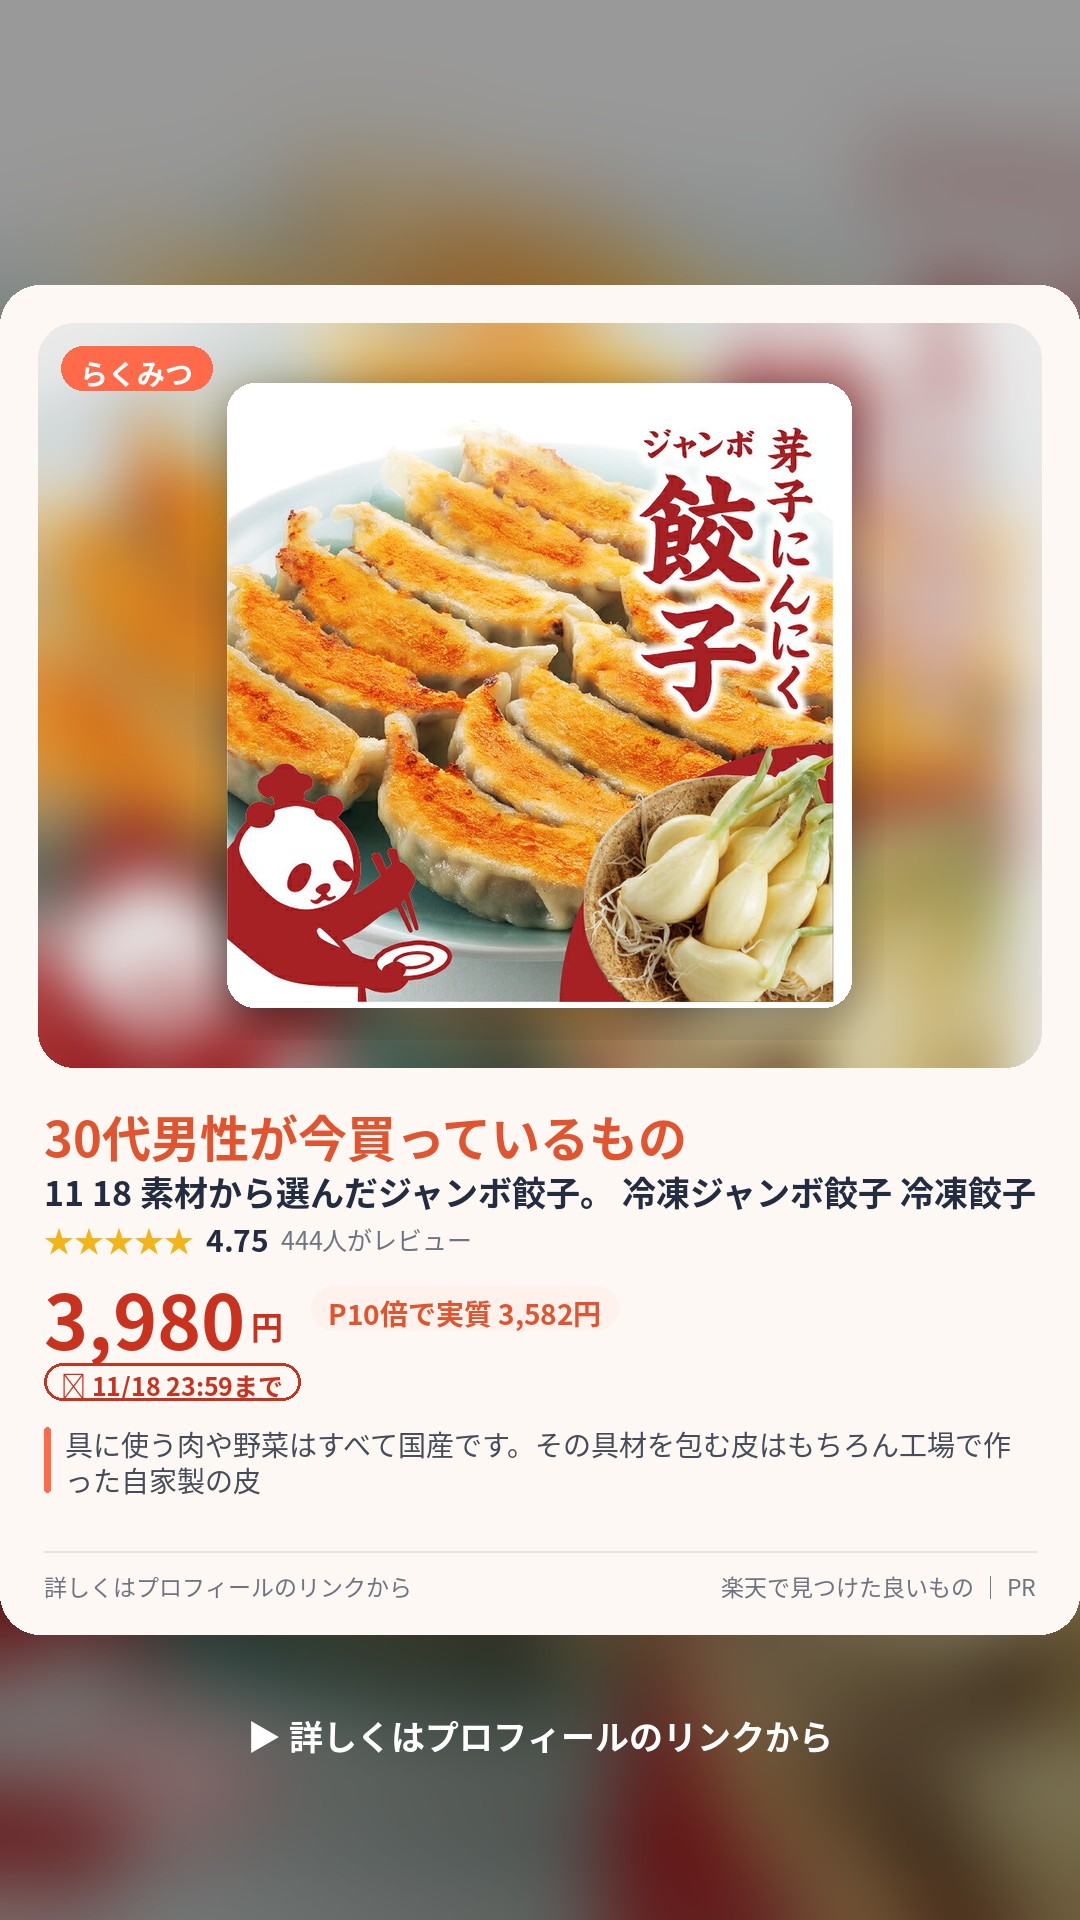 らくみつ
ジャンボ
餃子
芽子にんにく
30代男性が今買っているもの
11 18 素材から選んだジャンボ餃子。 冷凍ジャンボ餃子 冷凍餃子
★★★★★ 4.75 444人がレビュー
3,980円 P10倍で実質 3,582円
11/18 23:59まで
具に使う肉や野菜はすべて国産です。その具材を包む皮はもちろん工場で作
った自家製の皮
詳しくはプロフィールのリンクから
楽天で見つけた良いもの｜PR
▶ 詳しくはプロフィールのリンクから